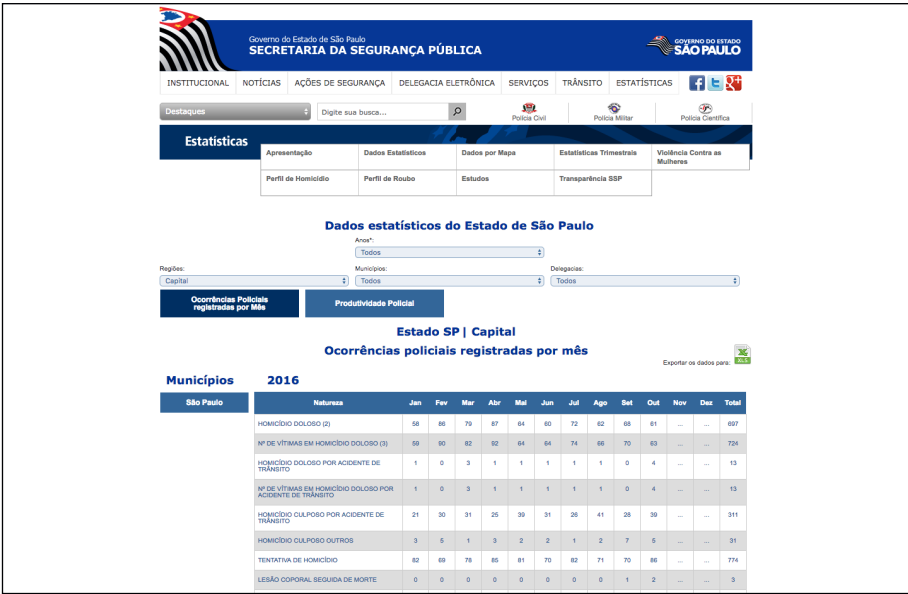 Governo do Estado de São Paulo
SECRETARIA DA SEGURANÇA PÚBLICA
GOVERNO DO ESTADO
SÃO PAULO
INSTITUCIONAL NOTÍCIAS AÇÕES DE SEGURANÇA DELEGACIA ELETRÔNICA SERVIÇOS TRÂNSITO ESTATÍSTICAS
Destaques Digite sua busca... Polícia Civil Polícia Militar Polícia Científica
Estatísticas
Apresentação Dados Estatísticos Dados por Mapa Estatísticas Trimestrais Violência Contra as
Mulheres
Perfil de Homicídio Perfil de Roubo Estudos Transparência SSP
Dados estatísticos do Estado de São Paulo
Anos*:
Todos
Regiões: Municípios: Delegacias:
Capital Todos Todos
Ocorrências Policiais
registradas por Mês
Produtividade Policial
Estado SP | Capital
Ocorrências policiais registradas por mês
Exportar os dados para: XLS
Municípios 2016
São Paulo Natureza Jan Fev Mar Abr Mai Jun Jul Ago Set Out Nov Dez Total
HOMICÍDIO DOLOSO (2) 58 86 79 87 64 60 72 62 68 61 ... ... 697
Nº DE VÍTIMAS EM HOMICÍDIO DOLOSO (3) 59 90 82 92 64 64 74 66 70 63 ... ... 724
HOMICÍDIO DOLOSO POR ACIDENTE DE
TRÂNSITO 1 0 3 1 1 1 1 1 0 4 ... ... 13
Nº DE VÍTIMAS EM HOMICÍDIO DOLOSO POR
ACIDENTE DE TRÂNSITO 1 0 3 1 1 1 1 1 0 4 ... ... 13
HOMICÍDIO CULPOSO POR ACIDENTE DE
TRÂNSITO 21 30 31 25 39 31 26 41 28 39 ... ... 311
HOMICÍDIO CULPOSO OUTROS 3 5 1 3 2 2 1 2 7 5 ... ... 31
TENTATIVA DE HOMICÍDIO 82 69 78 85 81 70 82 71 70 86 ... ... 774
LESÃO COPORAL SEGUIDA DE MORTE 0 0 0 0 0 0 0 0 1 2 ... ... 3